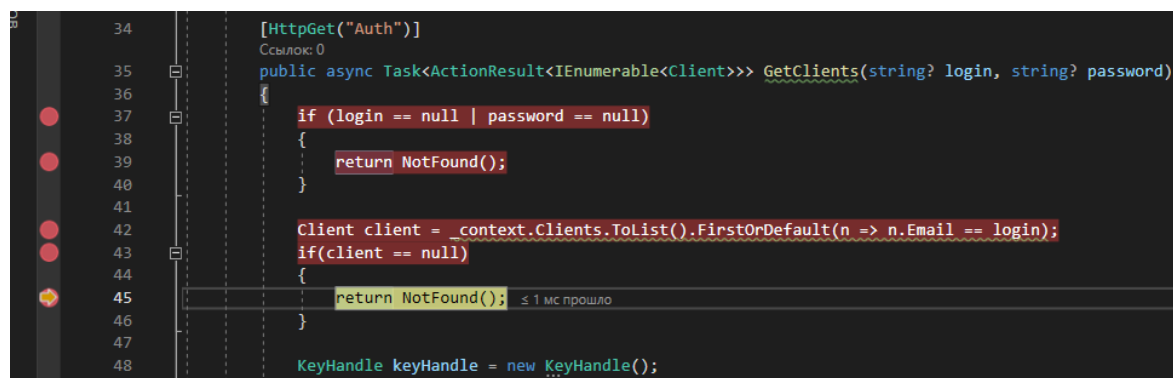 34 [HttpGet("Auth")]
Ссылок: 0
35 public async Task<ActionResult<IEnumerable<Client>>> GetClients(string? login, string? password)
36 {
37 if (login == null | password == null)
38 {
39 return NotFound();
40 }
41
42 Client client = _context.Clients.ToList().FirstOrDefault(n => n.Email == login);
43 if(client == null)
44 {
45 return NotFound(); ≤ 1 мс прошло
46 }
47
48 KeyHandle keyHandle = new KeyHandle();